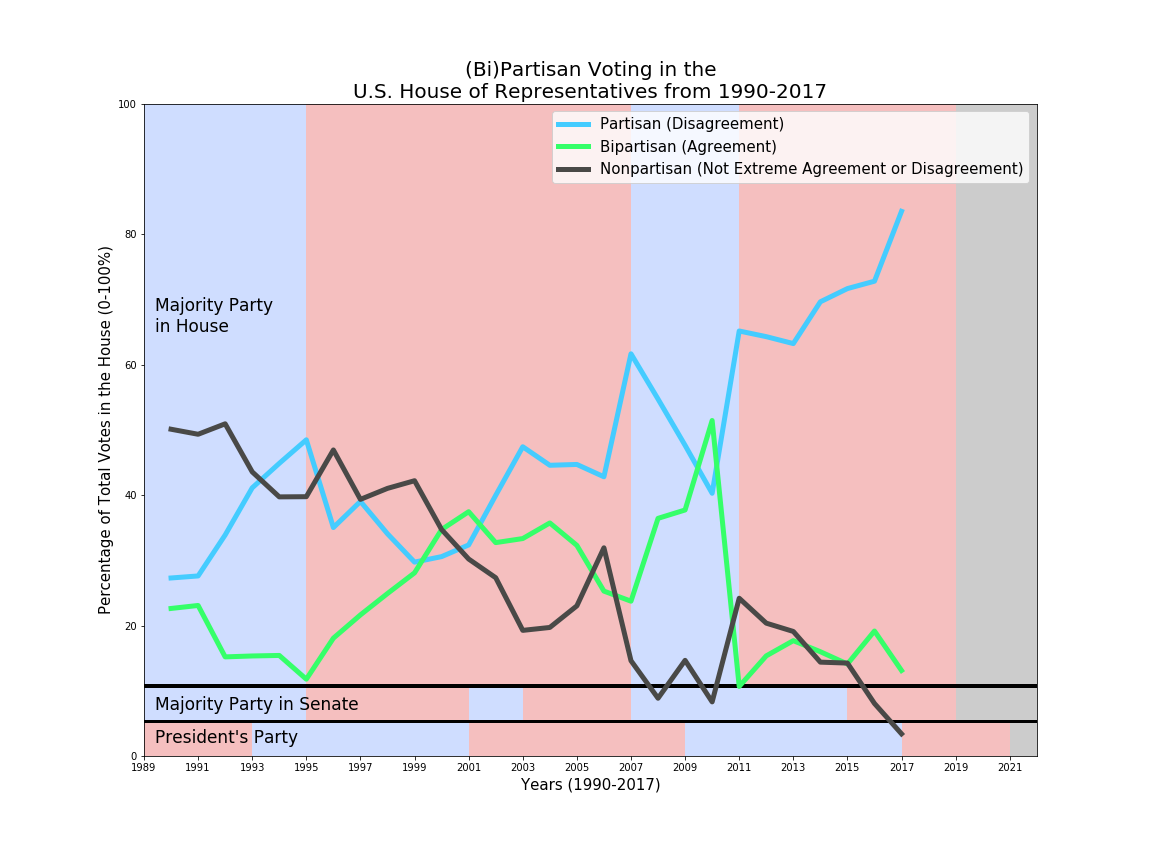 (Bi)Partisan Voting in the
U.S. House of Representatives from 1990-2017
Partisan (Disagreement)
Bipartisan (Agreement)
Nonpartisan (Not Extreme Agreement or Disagreement)
Percentage of Total Votes in the House (0-100%)
100
80
60
40
20
0
Majority Party
in House
Majority Party in Senate
President's Party
1989 1991 1993 1995 1997 1999 2001 2003 2005 2007 2009 2011 2013 2015 2017 2019 2021
Years (1990-2017)